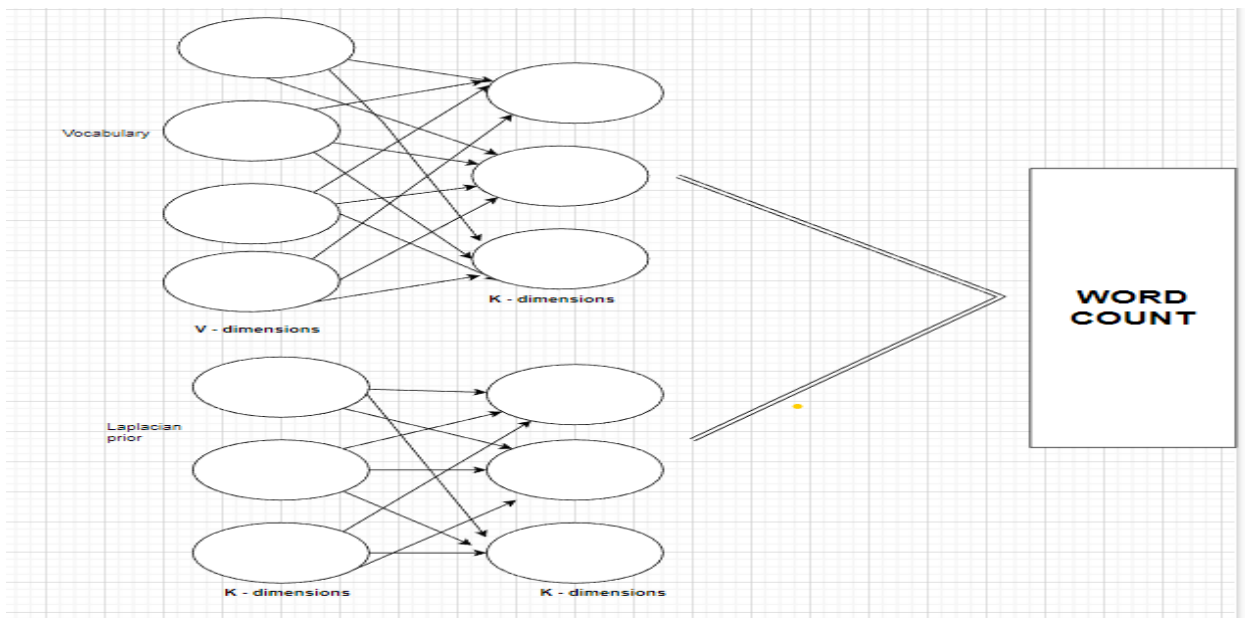 Vocabulary
K - dimensions
V - dimensions
WORD
COUNT
Laplacian
prior
K - dimensions
K - dimensions